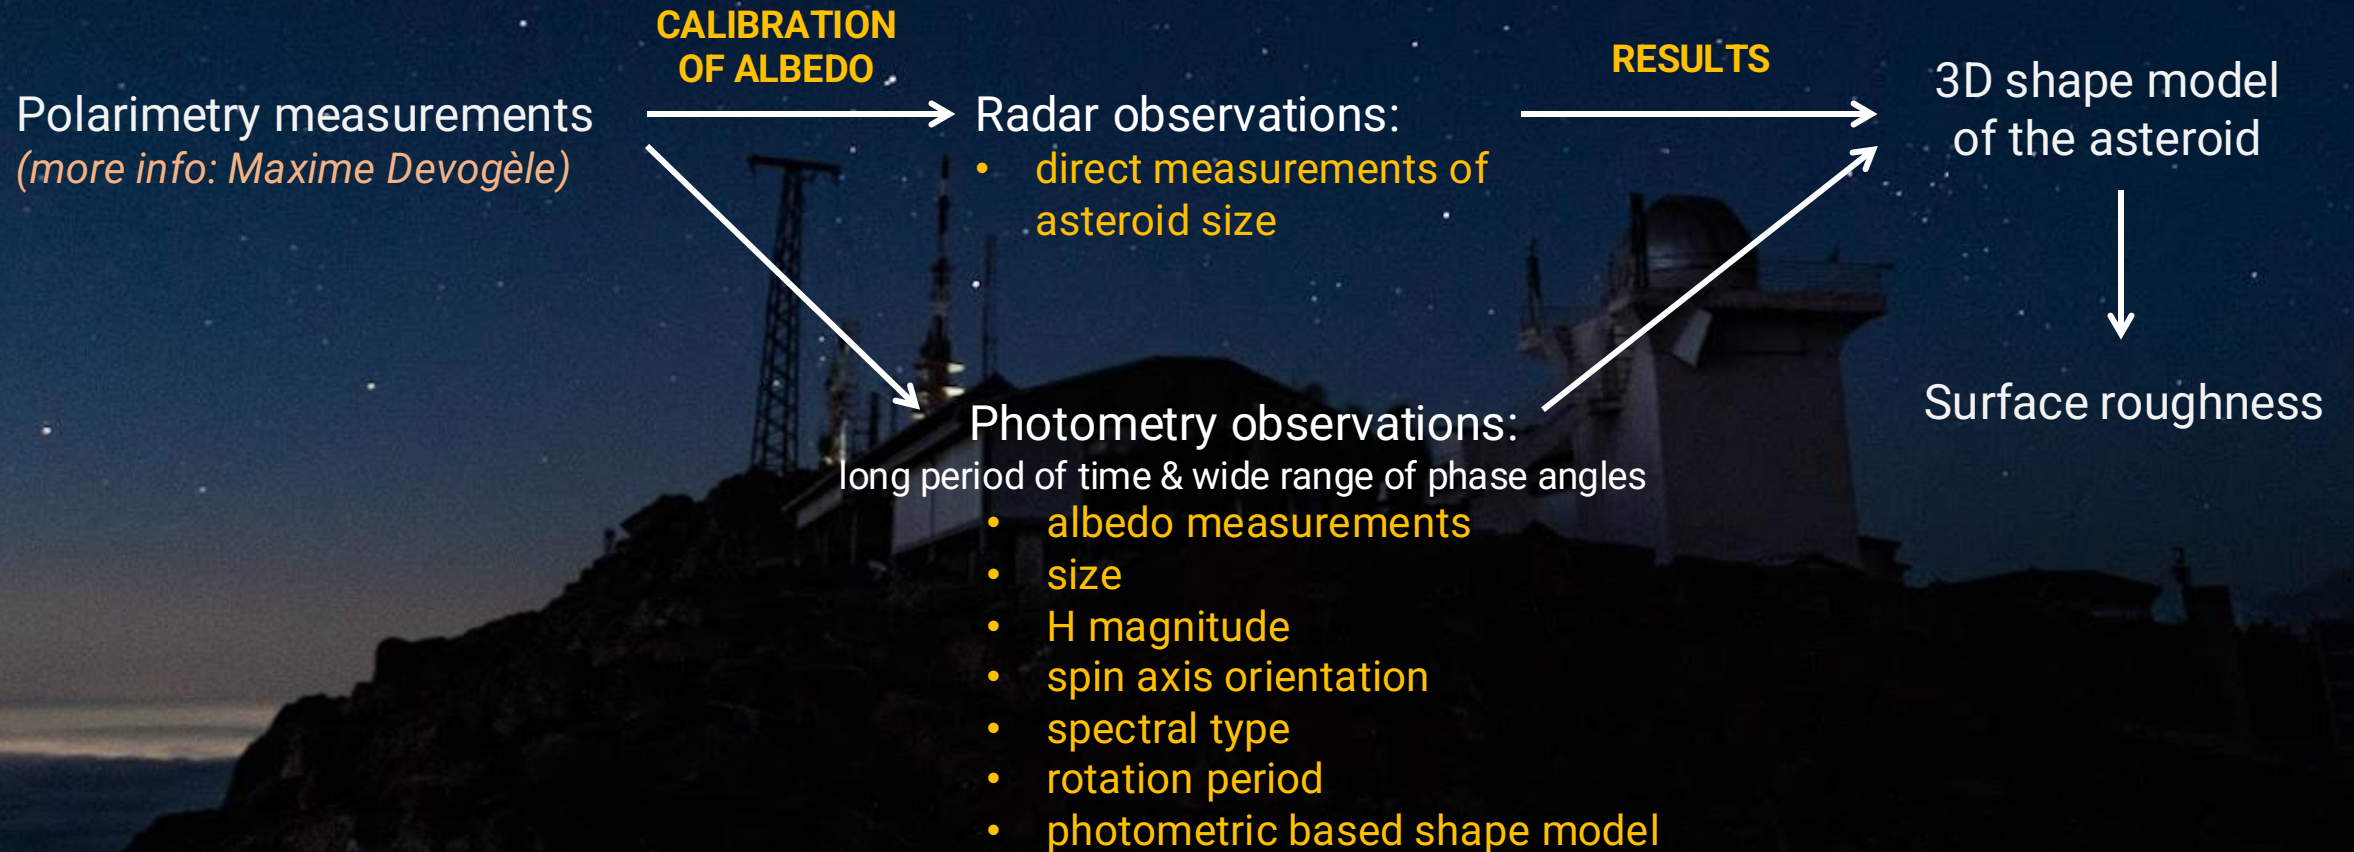 CALIBRATION
OF ALBEDO
RESULTS
Polarimetry measurements
(more info: Maxime Devogèle)
Radar observations:
• direct measurements of
asteroid size
3D shape model
of the asteroid
Surface roughness
Photometry observations:
long period of time & wide range of phase angles
• albedo measurements
• size
• H magnitude
• spin axis orientation
• spectral type
• rotation period
• photometric based shape model